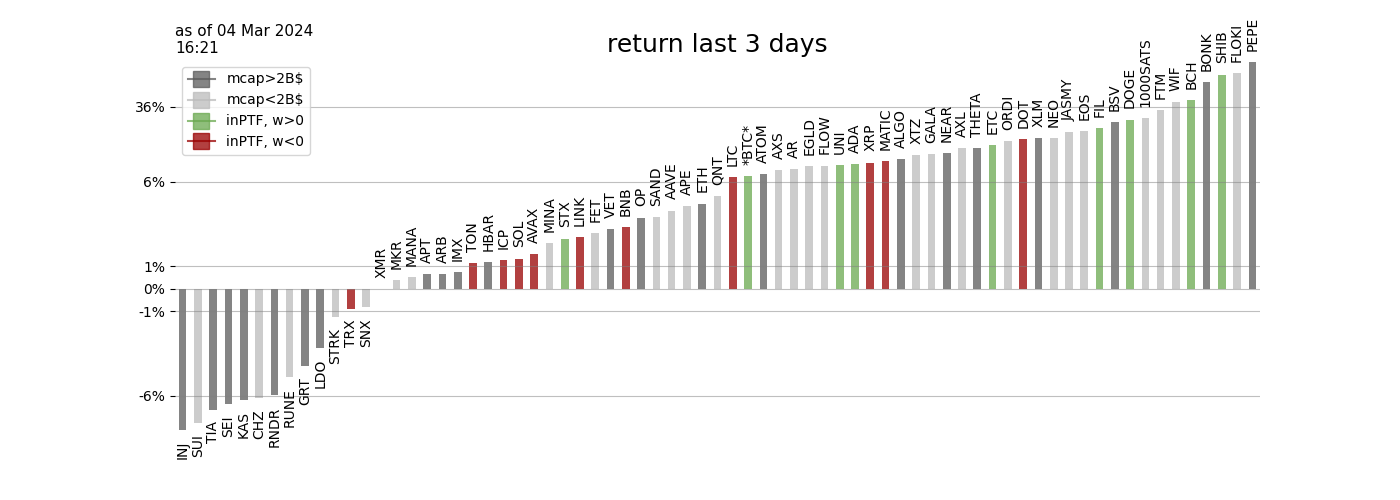 as of 04 Mar 2024
16:21
return last 3 days
mcap>2B$
mcap<2B$
inPTF, w>0
inPTF, w<0
36%
6%
1%
0%
-1%
-6%
INJ
SUI
TIA
SEI
KAS
CHZ
RNDR
RUNE
GRT
LDO
STRK
TRX
SNX
XMR
MKR
MANA
APT
ARB
IMX
TON
HBAR
ICP
SOL
AVAX
MINA
STX
LINK
FET
VET
BNB
OP
SAND
AAVE
APE
ETH
QNT
LTC
*BTC*
ATOM
AXS
AR
EGLD
FLOW
UNI
ADA
XRP
MATIC
ALGO
XTZ
GALA
NEAR
AXL
THETA
ETC
ORDI
DOT
XLM
NEO
JASMY
EOS
FIL
BSV
DOGE
1000SATS
FTM
WIF
BCH
BONK
SHIB
FLOKI
PEPE